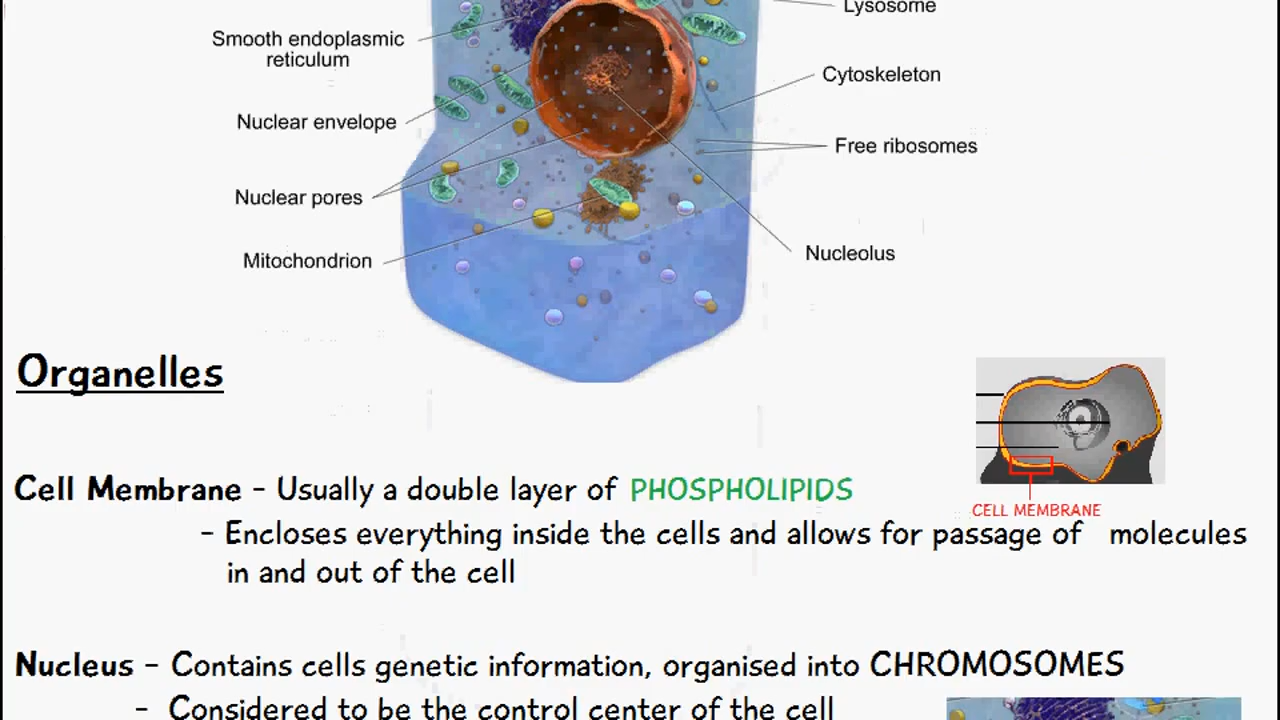 Lysosome
Smooth endoplasmic
reticulum
Cytoskeleton
Nuclear envelope
Free ribosomes
Nuclear pores
Nucleolus
Mitochondrion
Organelles
Cell Membrane - Usually a double layer of PHOSPHOLIPIDS
CELL MEMBRANE
- Encloses everything inside the cells and allows for passage of molecules
in and out of the cell
Nucleus - Contains cells genetic information, organised into CHROMOSOMES
- Considered to be the control center of the cell